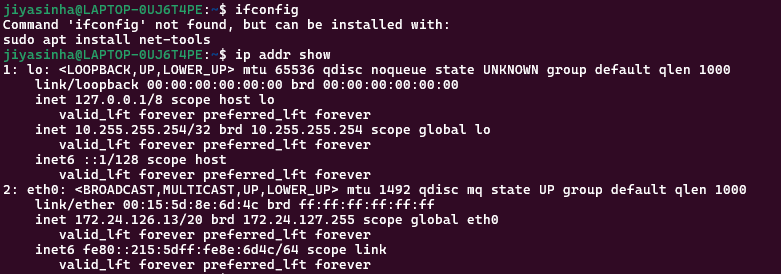 jiyasinha@LAPTOP-0UJ6T4PE:~$ ifconfig
Command 'ifconfig' not found, but can be installed with:
sudo apt install net-tools
jiyasinha@LAPTOP-0UJ6T4PE:~$ ip addr show
1: lo: <LOOPBACK,UP,LOWER_UP> mtu 65536 qdisc noqueue state UNKNOWN group default qlen 1000
    link/loopback 00:00:00:00:00:00 brd 00:00:00:00:00:00
    inet 127.0.0.1/8 scope host lo
       valid_lft forever preferred_lft forever
    inet 10.255.255.254/32 brd 10.255.255.254 scope global lo
       valid_lft forever preferred_lft forever
    inet6 ::1/128 scope host
       valid_lft forever preferred_lft forever
2: eth0: <BROADCAST,MULTICAST,UP,LOWER_UP> mtu 1492 qdisc mq state UP group default qlen 1000
    link/ether 00:15:5d:8e:6d:4c brd ff:ff:ff:ff:ff:ff
    inet 172.24.126.13/20 brd 172.24.127.255 scope global eth0
       valid_lft forever preferred_lft forever
    inet6 fe80::215:5dff:fe8e:6d4c/64 scope link
       valid_lft forever preferred_lft forever